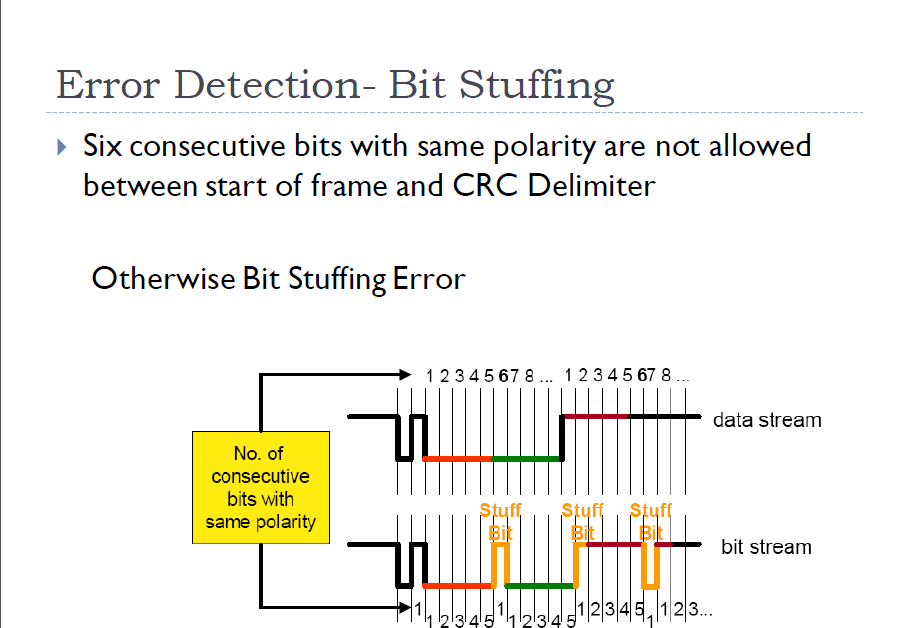 Error Detection- Bit Stuffing
Six consecutive bits with same polarity are not allowed
between start of frame and CRC Delimiter
Otherwise Bit Stuffing Error
1 2 3 4 5 6 7 8 ... 1 2 3 4 5 6 7 8 ...
data stream
No. of
consecutive
bits with
same polarity
Stuff Bit
Stuff Bit
Stuff Bit
bit stream
1 1 2 3 4 5 1 1 2 3 4 5 1 2 3 4 5 1 1 2 3...